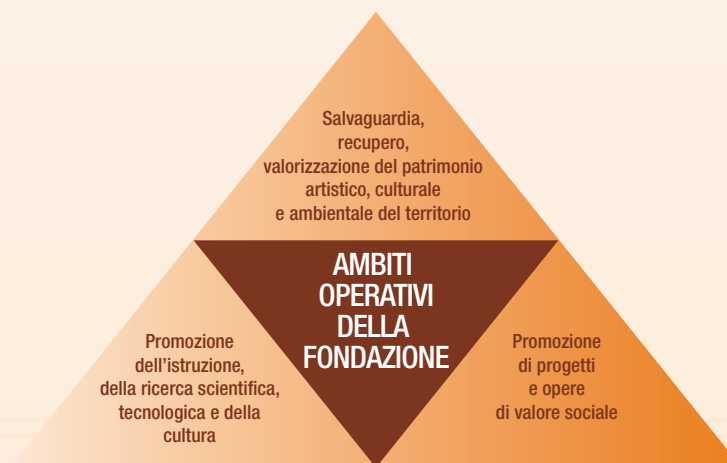 Salvaguardia,
recupero,
valorizzazione del patrimonio
artistico, culturale
e ambientale del territorio
AMBITI
OPERATIVI
DELLA
FONDAZIONE
Promozione
dell'istruzione,
della ricerca scientifica,
tecnologica e della
cultura
Promozione
di progetti
e opere
di valore sociale